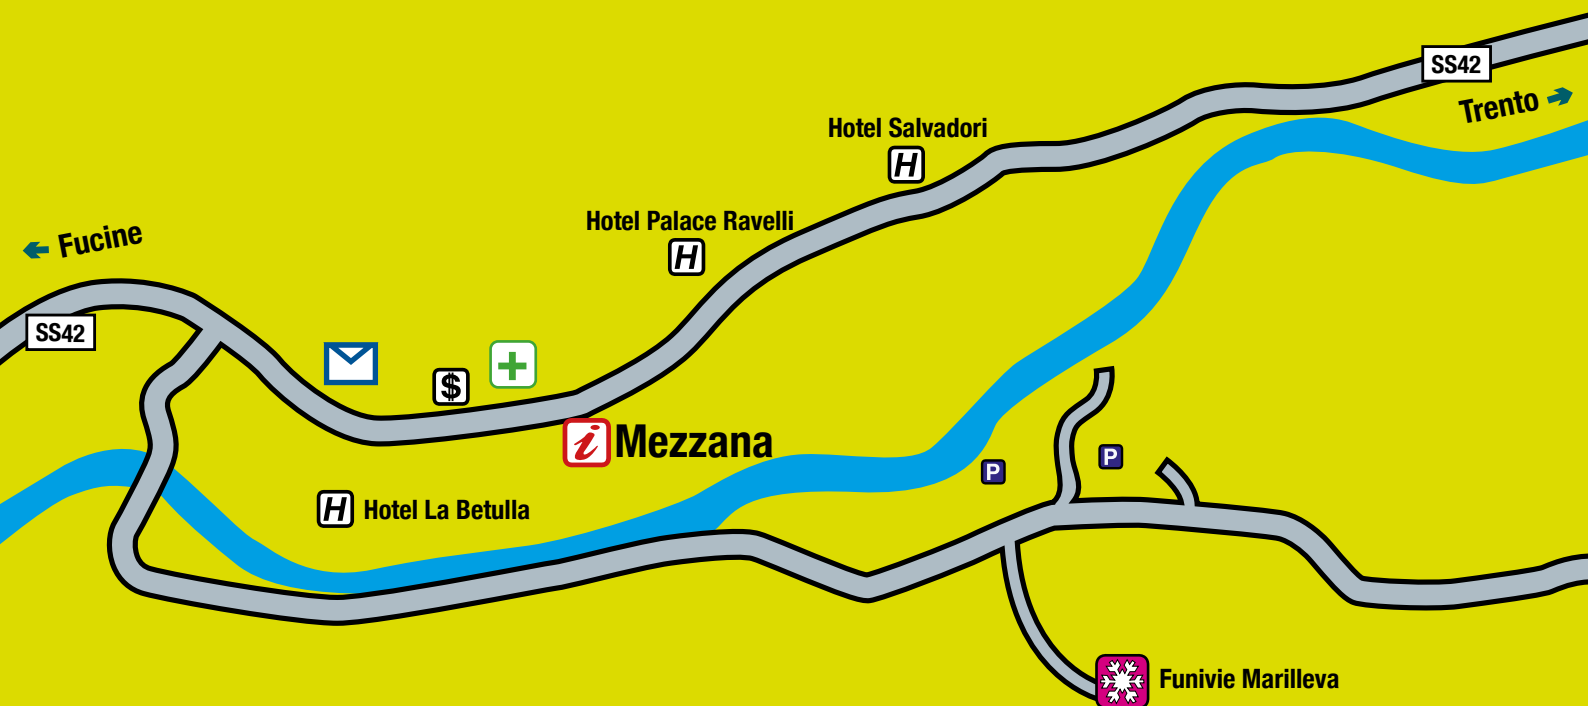 SS42
Trento
Hotel Salvadori
H
Hotel Palace Ravelli
H
Fucine
SS42
$
i Mezzana
P
P
H Hotel La Betulla
Funivie Marilleva